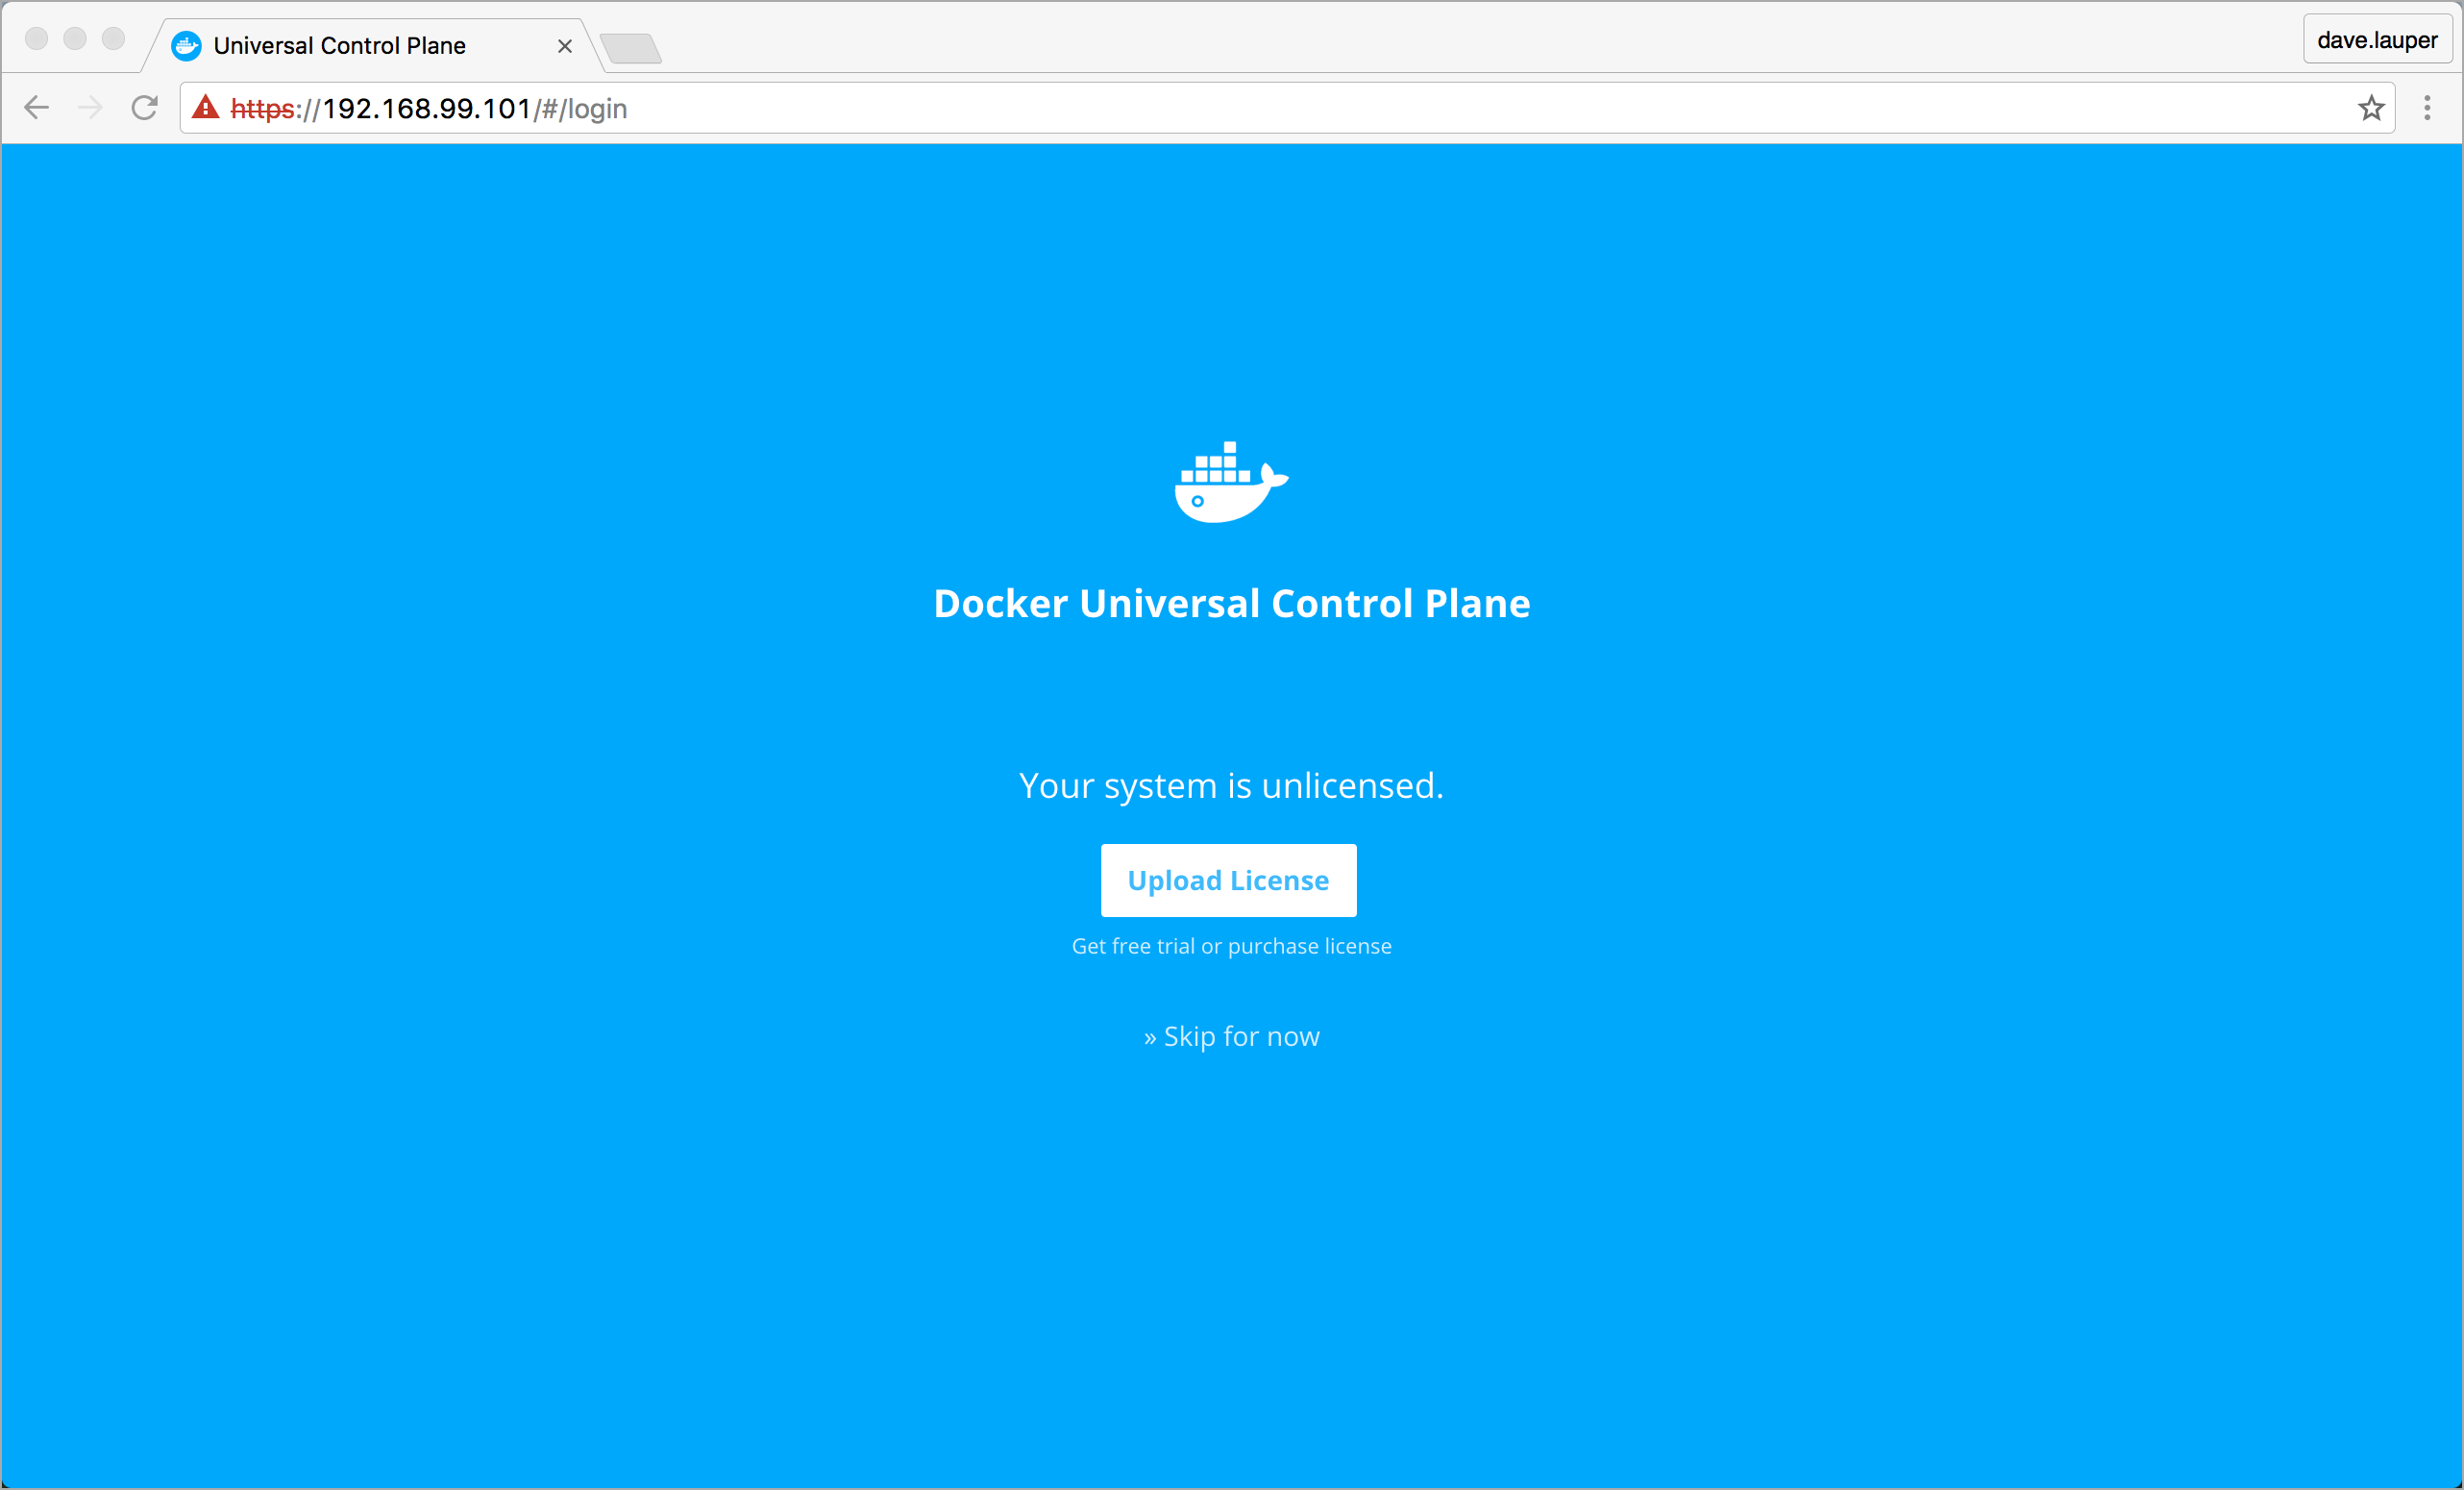 Universal Control Plane
dave.lauper
https://192.168.99.101/#/login
Docker Universal Control Plane
Your system is unlicensed.
Upload License
Get free trial or purchase license
» Skip for now